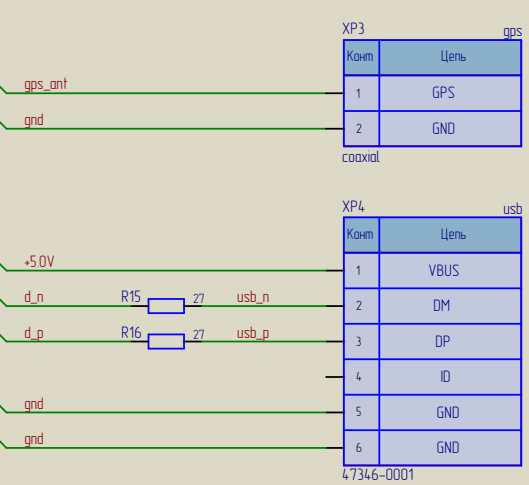 XP3 gps
Конт Цепь
gps_ant 1 GPS
gnd 2 GND
coaxial
XP4 usb
Конт Цепь
+5.0V 1 VBUS
d_n R15 27 usb_n 2 DM
d_p R16 27 usb_p 3 DP
4 ID
gnd 5 GND
gnd 6 GND
47346-0001